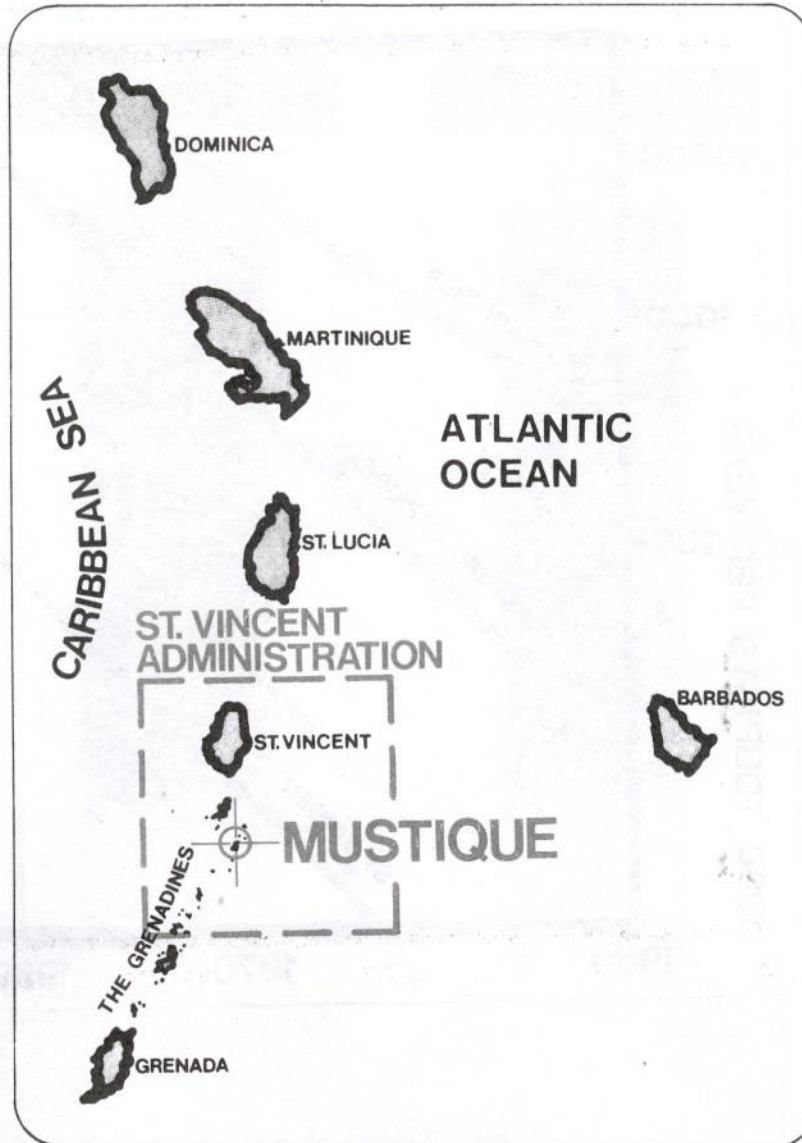 DOMINICA
MARTINIQUE
CARIBBEAN SEA
ATLANTIC
OCEAN
ST. LUCIA
ST. VINCENT
ADMINISTRATION
BARBADOS
ST. VINCENT
MUSTIQUE
THE GRENADINES
GRENADA